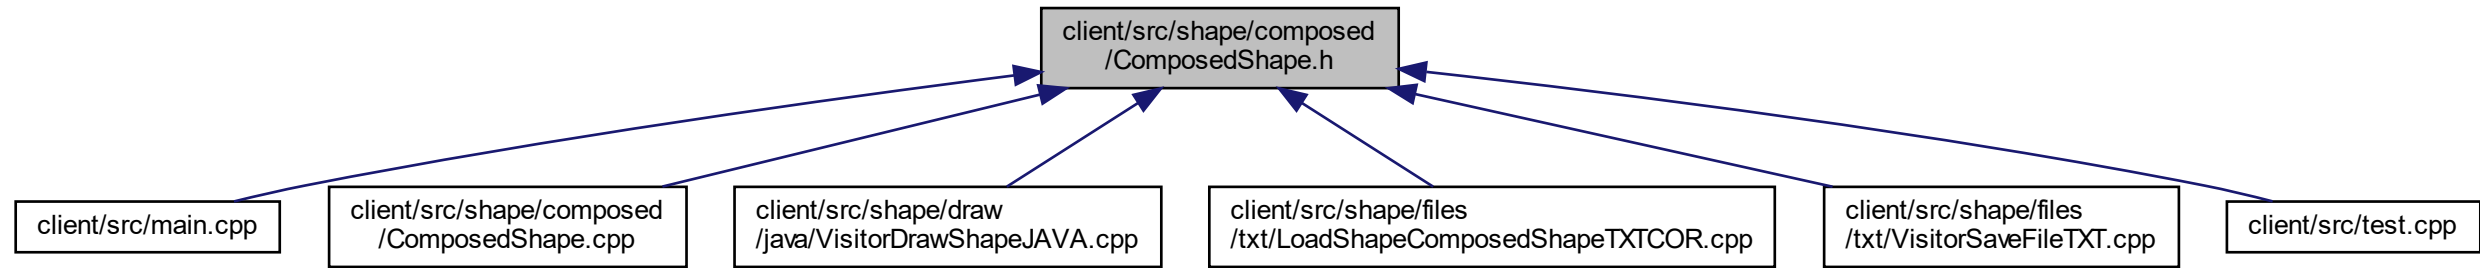 client/src/shape/composed
/ComposedShape.h
client/src/main.cpp
client/src/shape/composed
/ComposedShape.cpp
client/src/shape/draw
/java/VisitorDrawShapeJAVA.cpp
client/src/shape/files
/txt/LoadShapeComposedShapeTXTCOR.cpp
client/src/shape/files
/txt/VisitorSaveFileTXT.cpp
client/src/test.cpp